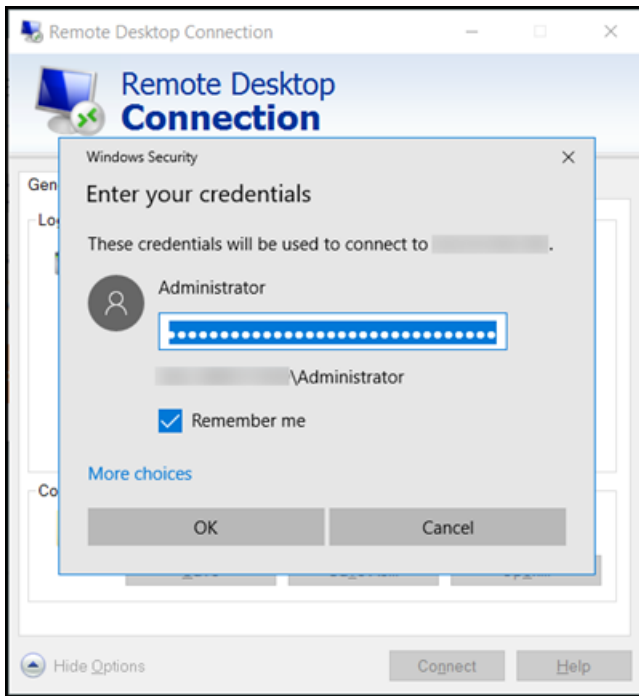 Remote Desktop Connection
Remote Desktop
Connection
Windows Security
Enter your credentials
These credentials will be used to connect to .
Administrator
\Administrator
Remember me
More choices
OK
Cancel
Hide Options
Connect
Help